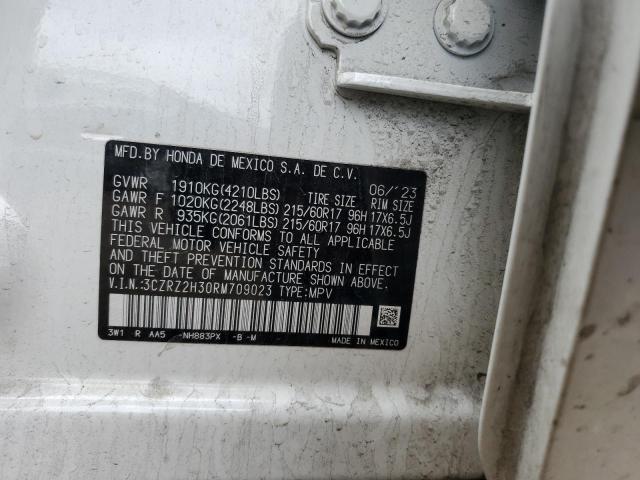 MFD.BY HONDA DE MEXICO S.A. DE C.V.
06/'23
GVWR 1910KG(4210LBS) TIRE SIZE RIM SIZE
GAWR F 1020KG(2248LBS) 215/60R17 96H 17X6.5J
GAWR R 935KG(2061LBS) 215/60R17 96H 17X6.5J
THIS VEHICLE CONFORMS TO ALL APPLICABLE
FEDERAL MOTOR VEHICLE SAFETY
STANDARDS IN EFFECT ON THE
DATE OF MANUFACTURE SHOWN ABOVE.
V.I.N.:3CZRZ2H30RM709023 TYPE:MPV
3W1 R AA5 -NH883PX -B-M
MADE IN MEXICO